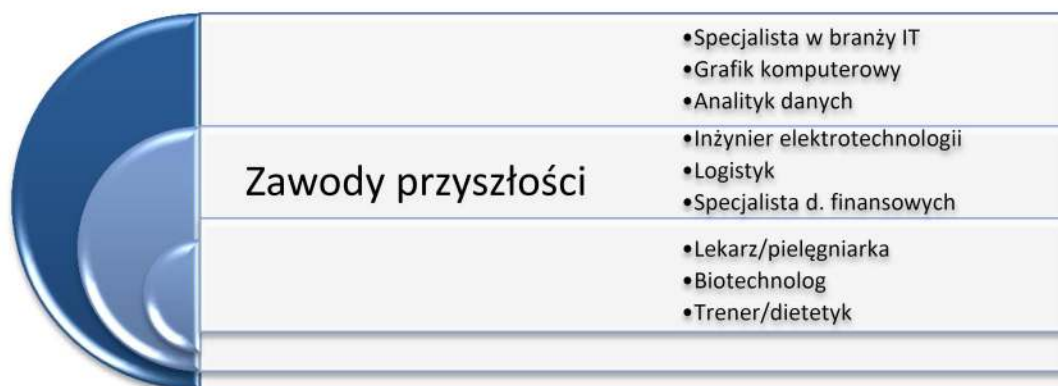 •Specjalista w branży IT
•Grafik komputerowy
•Analityk danych
Zawody przyszłości
•Inżynier elektrotechnologii
•Logistyk
•Specjalista d. finansowych
•Lekarz/pielęgniarka
•Biotechnolog
•Trener/dietetyk